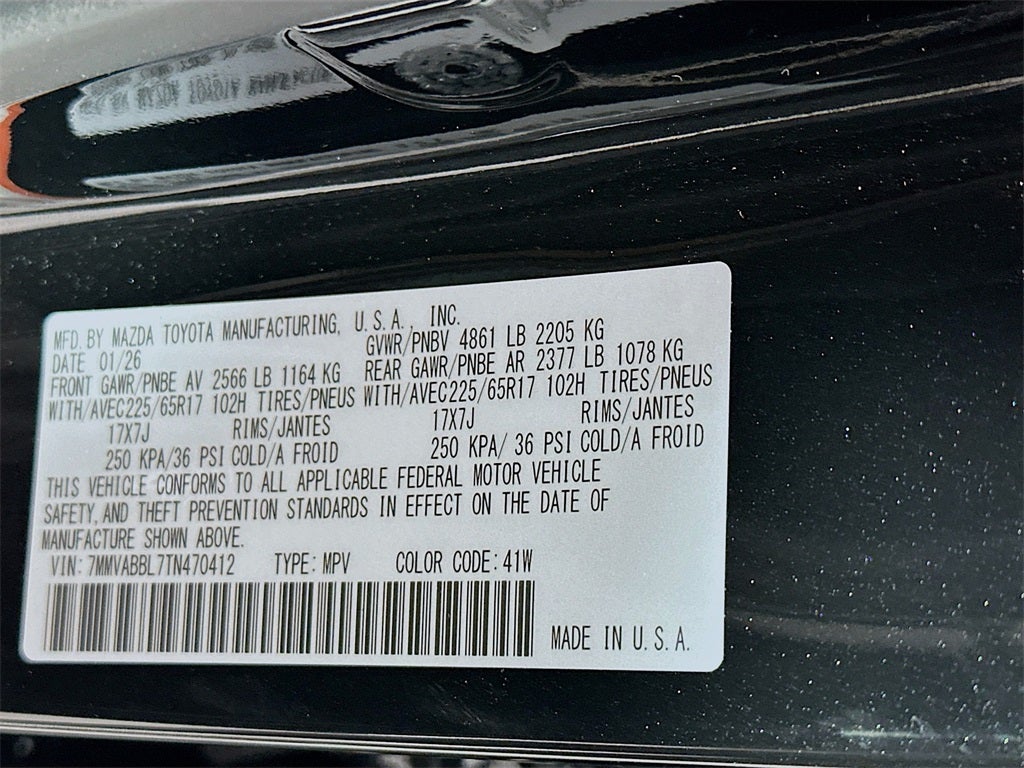 MFD. BY MAZDA TOYOTA MANUFACTURING, U.S.A., INC.
DATE 01/26 GVWR/PNBV 4861 LB 2205 KG
FRONT GAWR/PNBE AV 2566 LB 1164 KG REAR GAWR/PNBE AR 2377 LB 1078 KG
WITH/AVEC225/65R17 102H TIRES/PNEUS WITH/AVEC225/65R17 102H TIRES/PNEUS
17X7J RIMS/JANTES 17X7J RIMS/JANTES
250 KPA/36 PSI COLD/A FROID 250 KPA/ 36 PSI COLD/A FROID
THIS VEHICLE CONFORMS TO ALL APPLICABLE FEDERAL MOTOR VEHICLE
SAFETY, AND THEFT PREVENTION STANDARDS IN EFFECT ON THE DATE OF
MANUFACTURE SHOWN ABOVE.
VIN: 7MMVABBL7TN470412 TYPE: MPV COLOR CODE: 41W
MADE IN U.S.A.